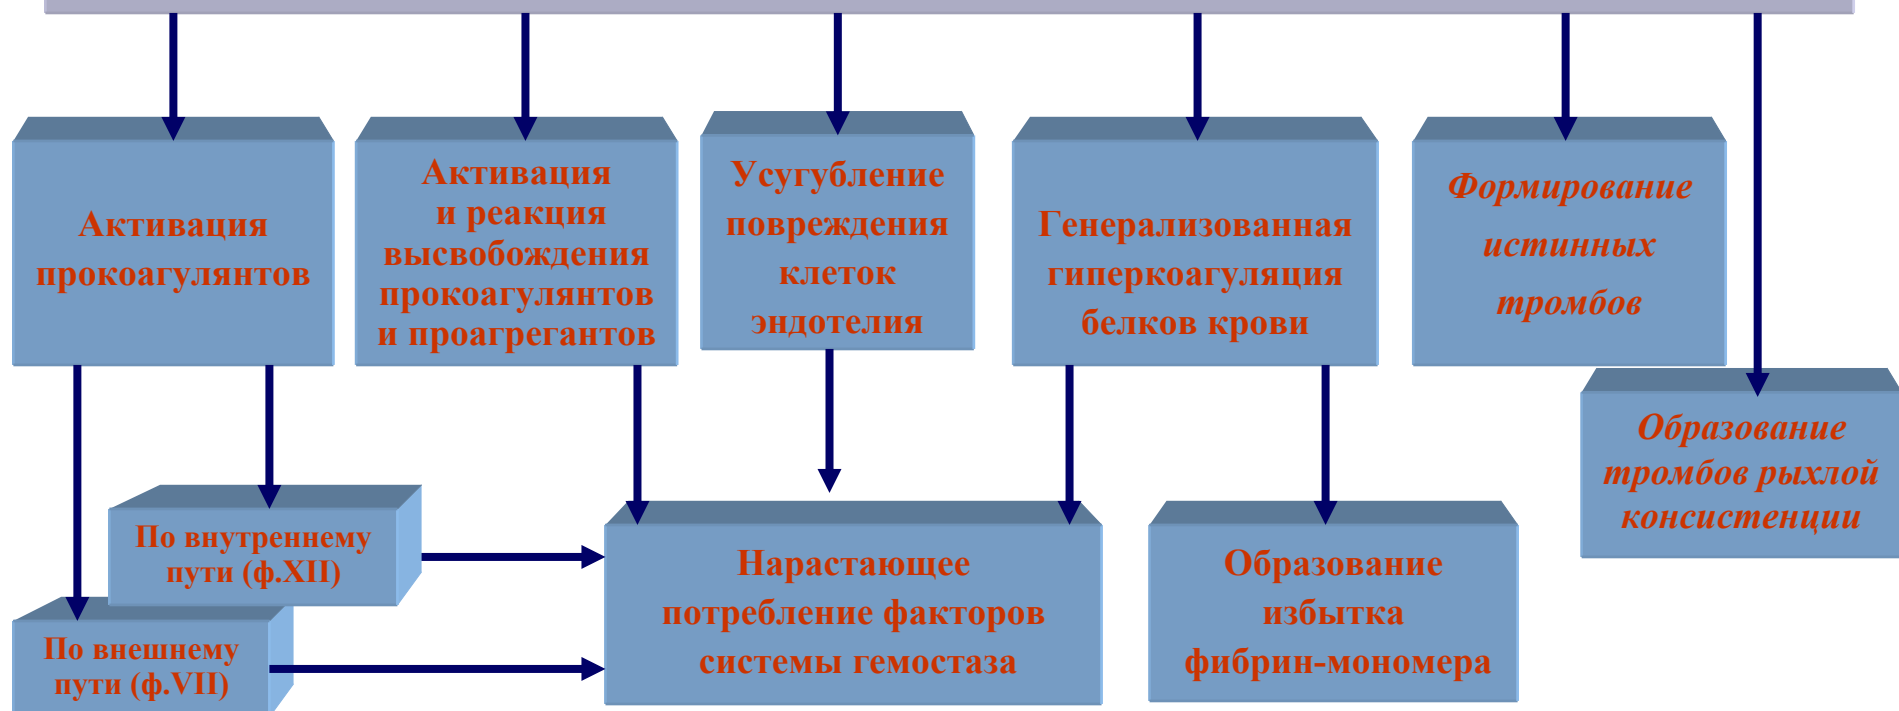 Активация
прокоагулянтов
Активация
и реакция
высвобождения
прокоагулянтов
и проагрегантов
Усугубление
повреждения
клеток
эндотелия
Генерализованная
гиперкоагуляция
белков крови
Формирование
истинных
тромбов
Образование
тромбов рыхлой
консистенции
По внутреннему
пути (ф.XII)
По внешнему
пути (ф.VII)
Нарастающее
потребление факторов
системы гемостаза
Образование
избытка
фибрин-мономера